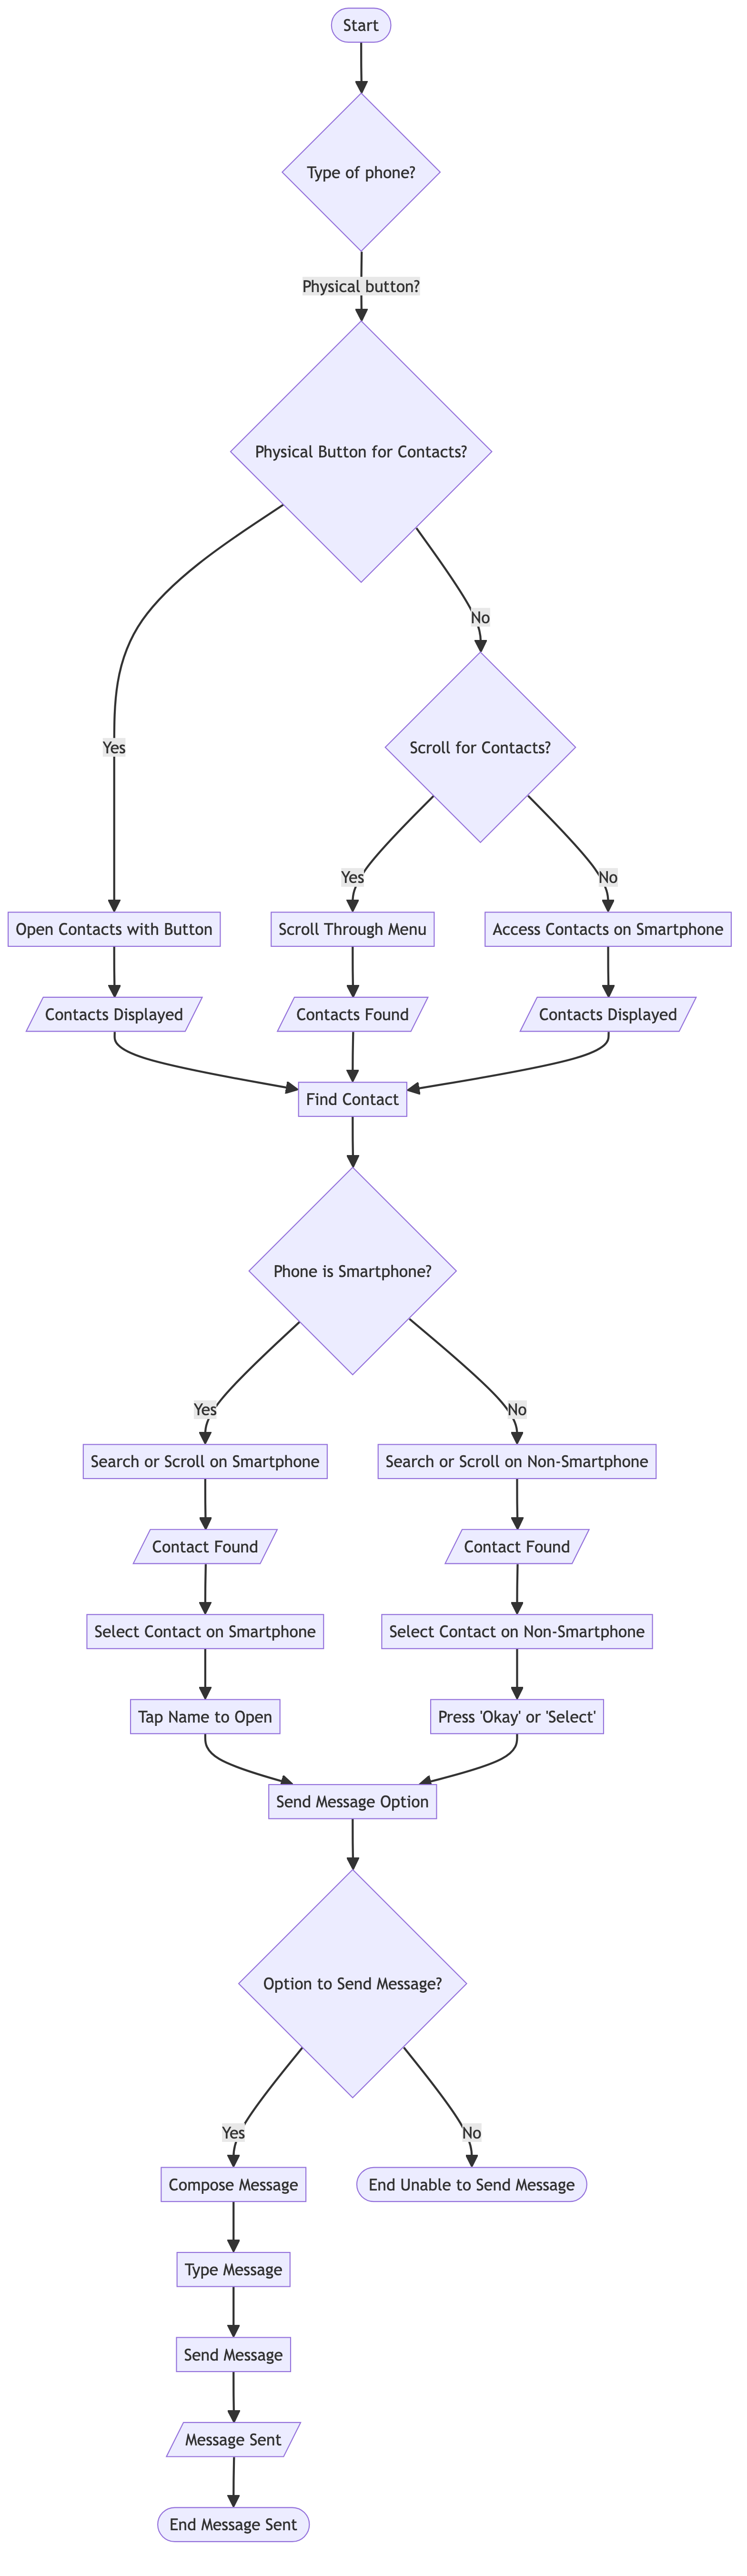 Start
Type of phone?
Physical button?
Physical Button for Contacts?
No
Scroll for Contacts?
Yes
Yes
No
Open Contacts with Button
Scroll Through Menu
Access Contacts on Smartphone
Contacts Displayed
Contacts Found
Contacts Displayed
Find Contact
Phone is Smartphone?
Yes
No
Search or Scroll on Smartphone
Search or Scroll on Non-Smartphone
Contact Found
Contact Found
Select Contact on Smartphone
Select Contact on Non-Smartphone
Tap Name to Open
Press 'Okay' or 'Select'
Send Message Option
Option to Send Message?
Yes
No
Compose Message
End Unable to Send Message
Type Message
Send Message
Message Sent
End Message Sent